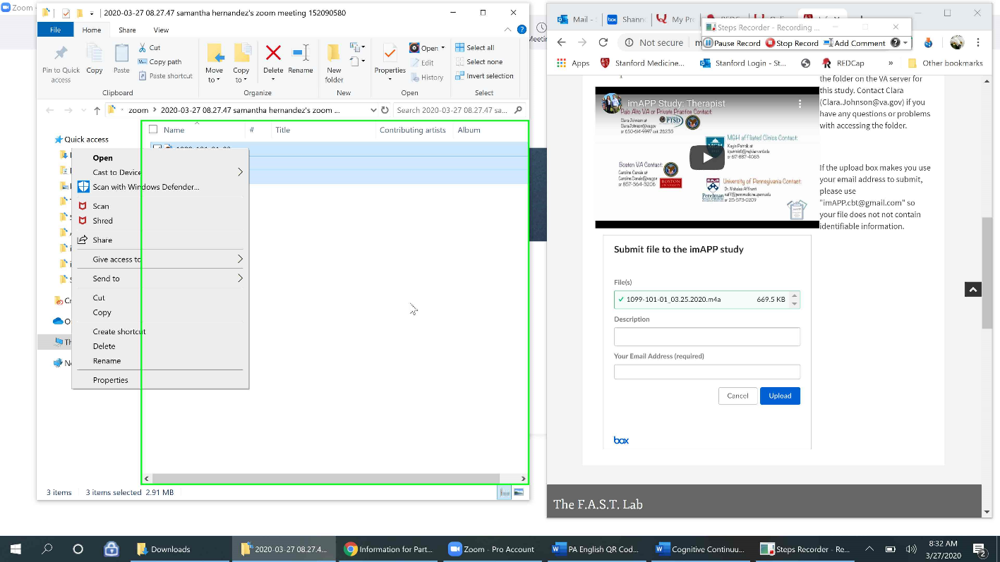 Zoom
2020-03-27 08.27.47 samantha hernandez's zoom meeting 152090580
File
Home
Share
View
Pin to Quick access
Copy
Paste
Cut
Copy path
Paste shortcut
Clipboard
Move to
Copy to
Delete
Rename
Organize
New folder
New
Properties
Open
Edit
History
Open
Select all
Select none
Invert selection
Select
zoom > 2020-03-27 08.27.47 samantha hernandez's zoom ...
Search 2020-03-27 08.27.47 sa...
Name
#
Title
Contributing artists
Album
Quick access
Open
Cast to Device
Scan with Windows Defender...
Scan
Shred
Share
Give access to
Send to
Cut
Copy
Create shortcut
Delete
Rename
Properties
3 items
3 items selected 2.91 MB
Mail -
box
Shann
My Pr
Steps Recorder - Recording ...
Pause Record
Stop Record
Add Comment
Not secure
Apps
Stanford Medicine...
Stanford Login - St...
REDCap
»
Other bookmarks
the folder on the VA server for
this study. Contact Clara
(Clara.Johnson@va.gov) if you
have any questions or problems
with accessing the folder.
If the upload box makes you use
your email address to submit,
please use
"imAPP.cbt@gmail.com" so
your file does not not contain
identifiable information.
imAPP Study: Therapist
Palo Alto VA or Private Practice Contact:
Clara Johnson at
Clara.Johnson@va.gov
or 650-614-9997 ext. 26233
PTSD
MGH affiliated Clinics Contact:
MGH
or 617-887-4063
Boston VA Contact:
Caroline Canale at
Caroline.Canale@va.gov
or 857-364-3206
BOSTON UNIVERSITY
University of Pennsylvania Contact:
Dr. Nicholas Affrunti
naff@pennmedicine.upenn.edu
or 215-573-0209
Perelman
Submit file to the imAPP study
File(s)
1099-101-01_03.25.2020.m4a
669.5 KB
Description
Your Email Address (required)
Cancel
Upload
box
The F.A.S.T. Lab
Downloads
2020-03-27 08.27.4...
Information for Part...
Zoom - Pro Account
PA English QR Cod...
Cognitive Continuu...
Steps Recorder - Re...
8:32 AM
3/27/2020
2